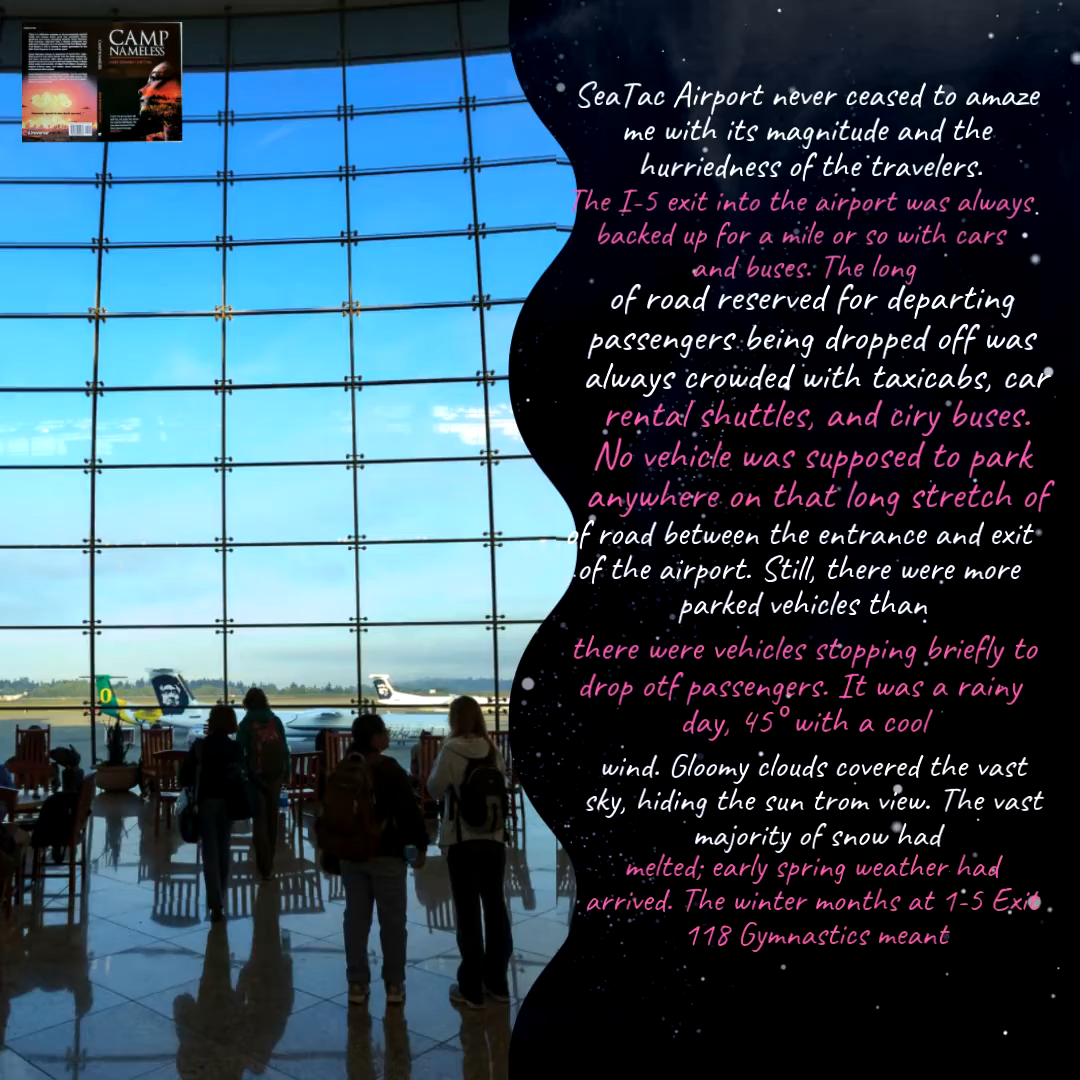 CAMP
NAMELESS
SeaTac Airport never ceased to amaze
me with its magnitude and the
hurriedness of the travelers.
The I-5 exit into the airport was always
backed up for a mile or so with cars
and buses. The long
of road reserved for departing
passengers being dropped off was
always crowded with taxicabs, car
rental shuttles, and ciry buses.
No vehicle was supposed to park
anywhere on that long stretch of
of road between the entrance and exit
of the airport. Still, there were more
parked vehicles than
there were vehicles stopping briefly to
drop otf passengers. It was a rainy
day, 45° with a cool
wind. Gloomy clouds covered the vast
sky, hiding the sun trom view. The vast
majority of snow had
melted; early spring weather had
arrived. The winter months at 1-5 Exit
118 Gymnastics meant